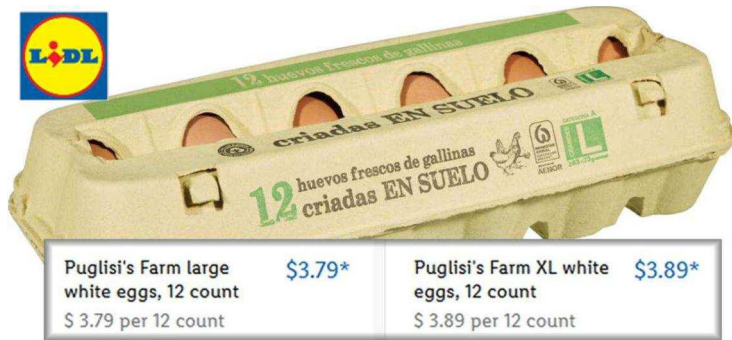 LIDL
12 huevos frescos de gallinas
criadas EN SUELO
L
12 huevos frescos de gallinas
criadas EN SUELO
AENOR
CATEGORÍA A
L
Puglisi's Farm large
white eggs, 12 count
$3.79*
$ 3.79 per 12 count
Puglisi's Farm XL white
eggs, 12 count
$3.89*
$ 3.89 per 12 count